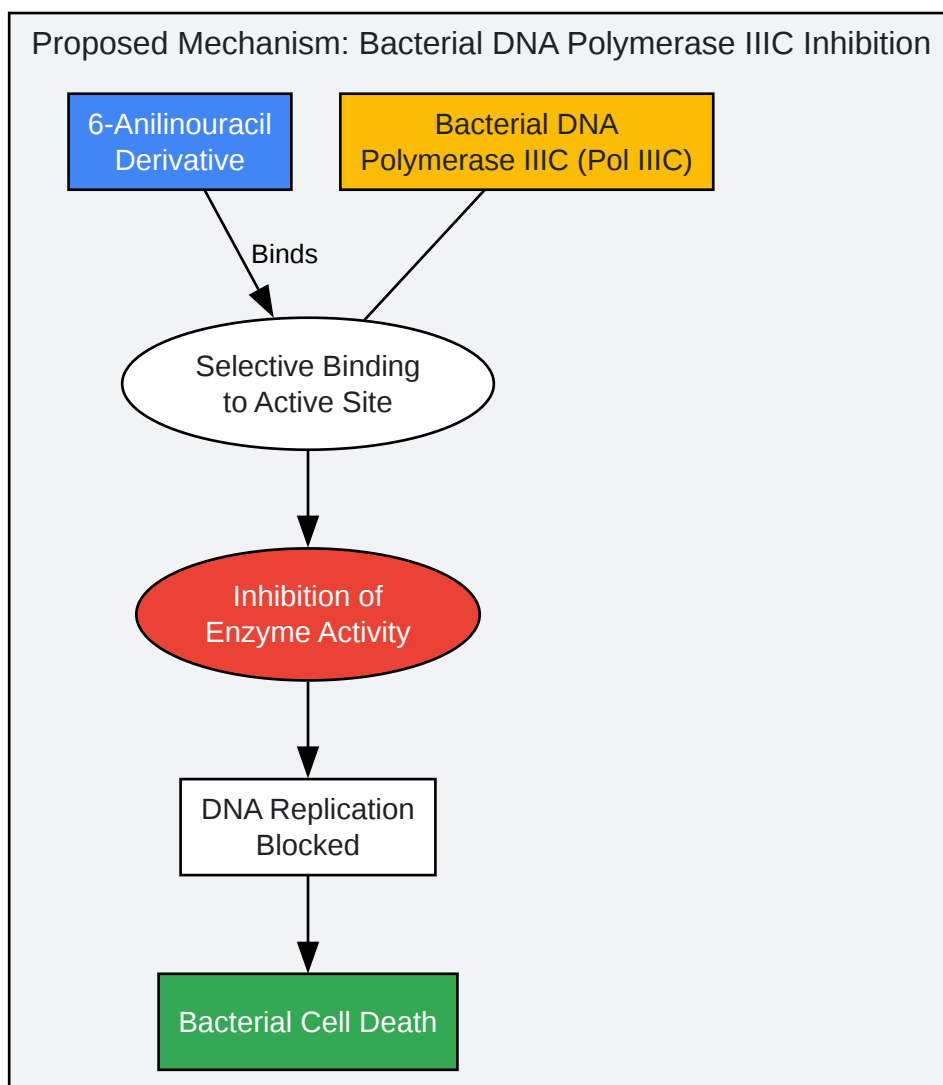 Proposed Mechanism: Bacterial DNA Polymerase IIIC Inhibition
6-Anilinouracil
Derivative
Bacterial DNA
Polymerase IIIC (Pol IIIC)
Binds
Selective Binding
to Active Site
Inhibition of
Enzyme Activity
DNA Replication
Blocked
Bacterial Cell Death